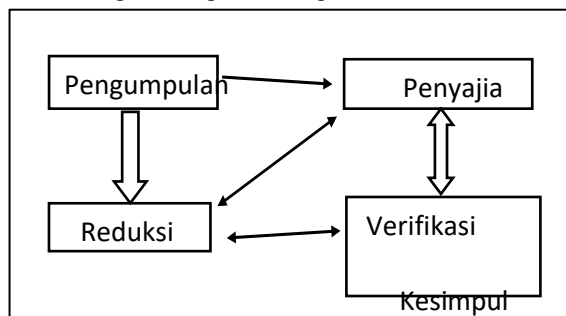 Pengumpulan
Penyajia
Reduksi
Verifikasi
Kesimpul